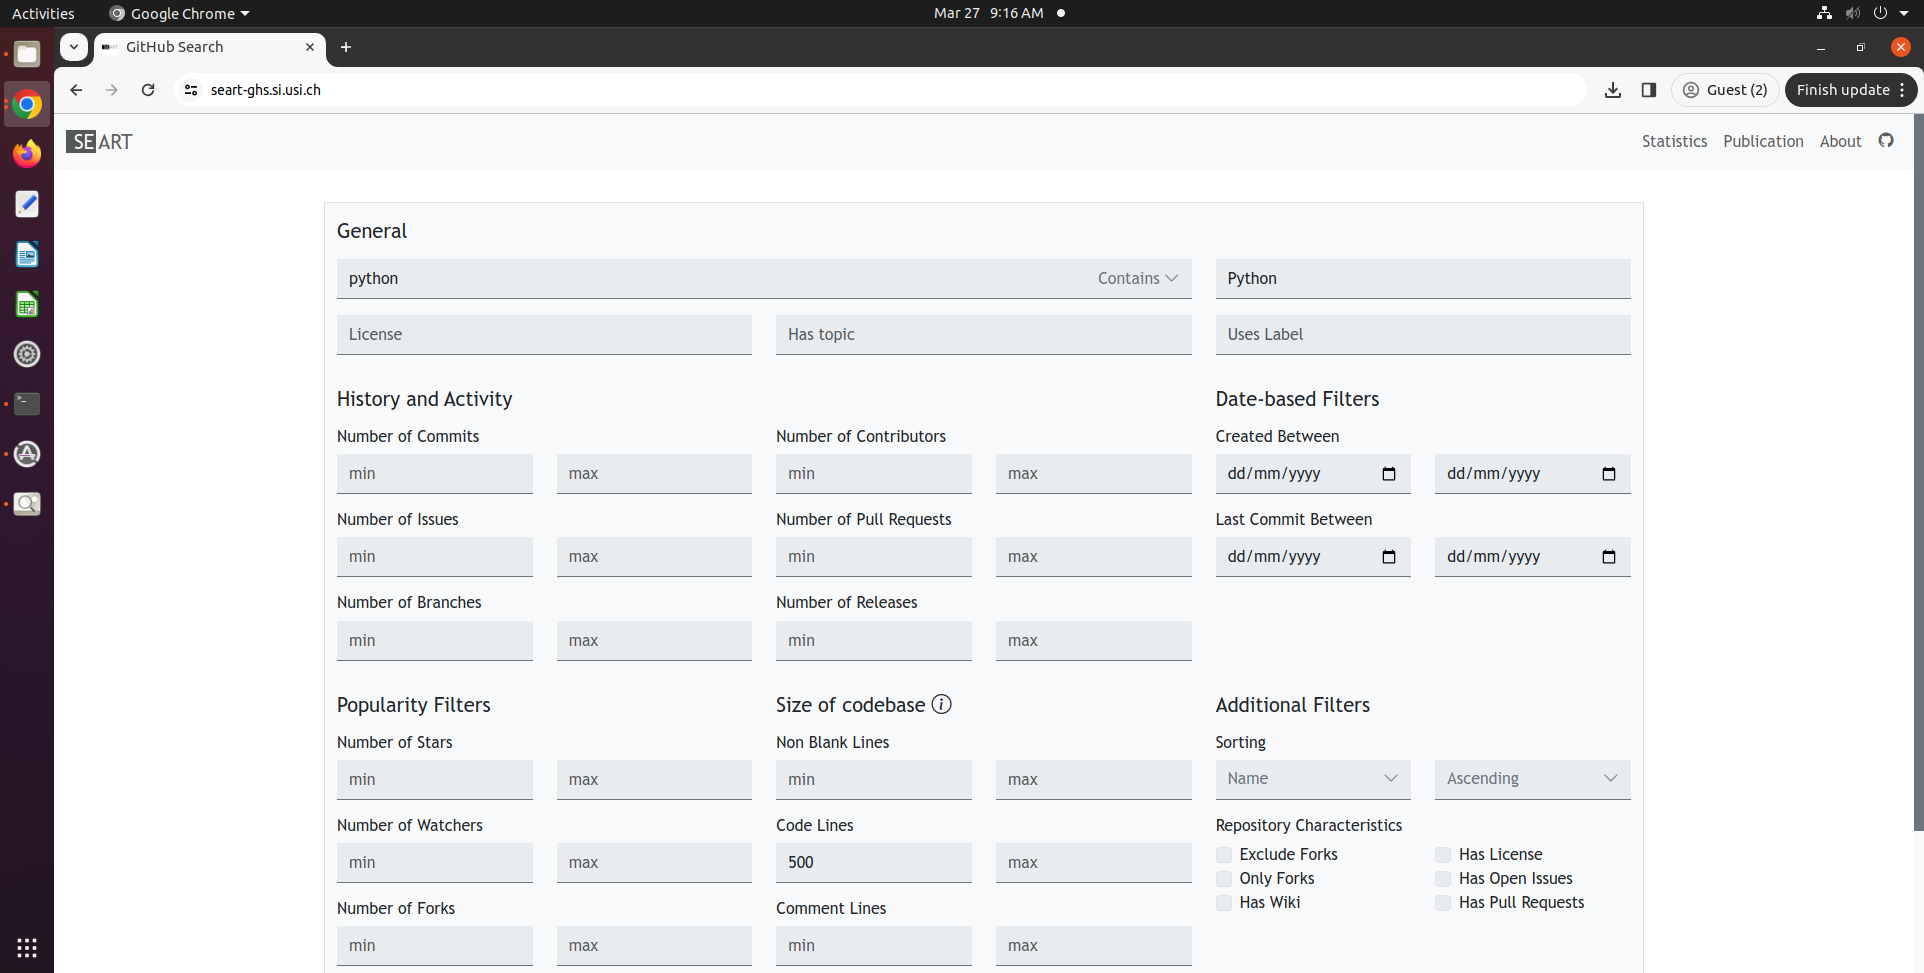 Activities
Google Chrome
Mar 27 9:16 AM
GitHub Search
seart-ghs.si.usi.ch
Guest (2)
Finish update
SEART
Statistics
Publication
About
General
python
Contains
Python
License
Has topic
Uses Label
History and Activity
Date-based Filters
Number of Commits
Number of Contributors
Created Between
min
max
min
max
dd/mm/yyyy
dd/mm/yyyy
Number of Issues
Number of Pull Requests
Last Commit Between
min
max
min
max
dd/mm/yyyy
dd/mm/yyyy
Number of Branches
Number of Releases
min
max
min
max
Popularity Filters
Size of codebase
Additional Filters
Number of Stars
Non Blank Lines
Sorting
min
max
min
max
Name
Ascending
Number of Watchers
Code Lines
Repository Characteristics
min
max
500
max
Exclude Forks
Has License
Only Forks
Has Open Issues
Has Wiki
Has Pull Requests
Number of Forks
Comment Lines
min
max
min
max